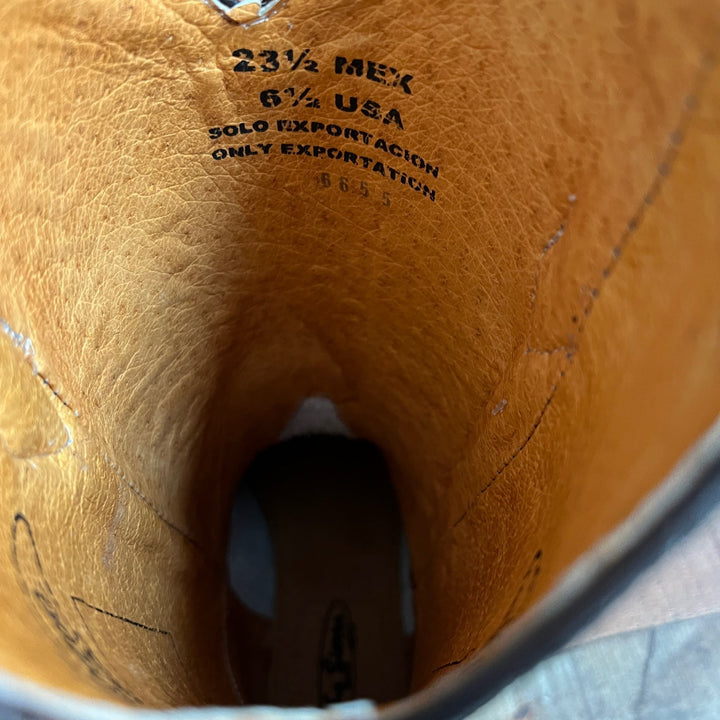 23½ MEX
6½ USA
SOLO EXPORTACION
ONLY EXPORTATION
6655